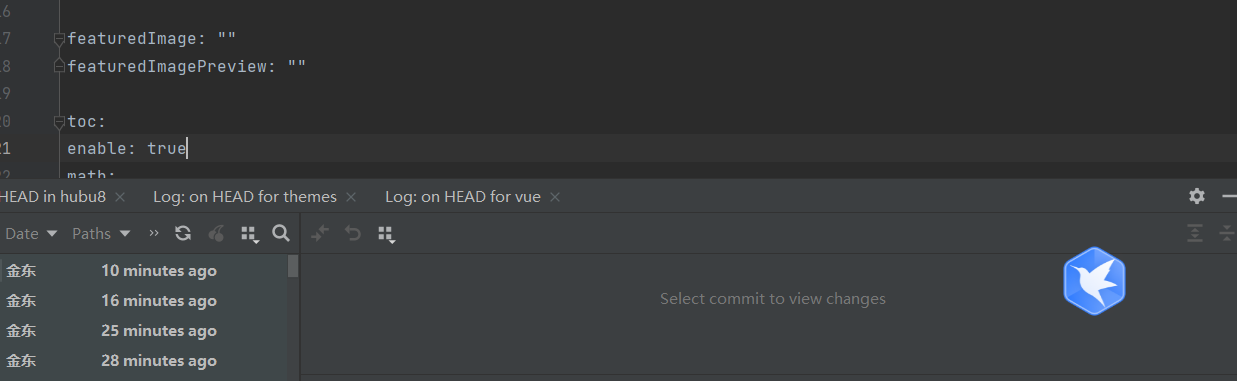 16
17 featuredImage: ""
18 featuredImagePreview: ""
19
20 toc:
21 enable: true
22 math:
HEAD in hubu8 × Log: on HEAD for themes × Log: on HEAD for vue ×
Date Paths »
金东 10 minutes ago
金东 16 minutes ago
金东 25 minutes ago
金东 28 minutes ago
Select commit to view changes